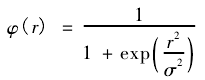 φ(r) = 1 / (1 + exp(r² / σ²))